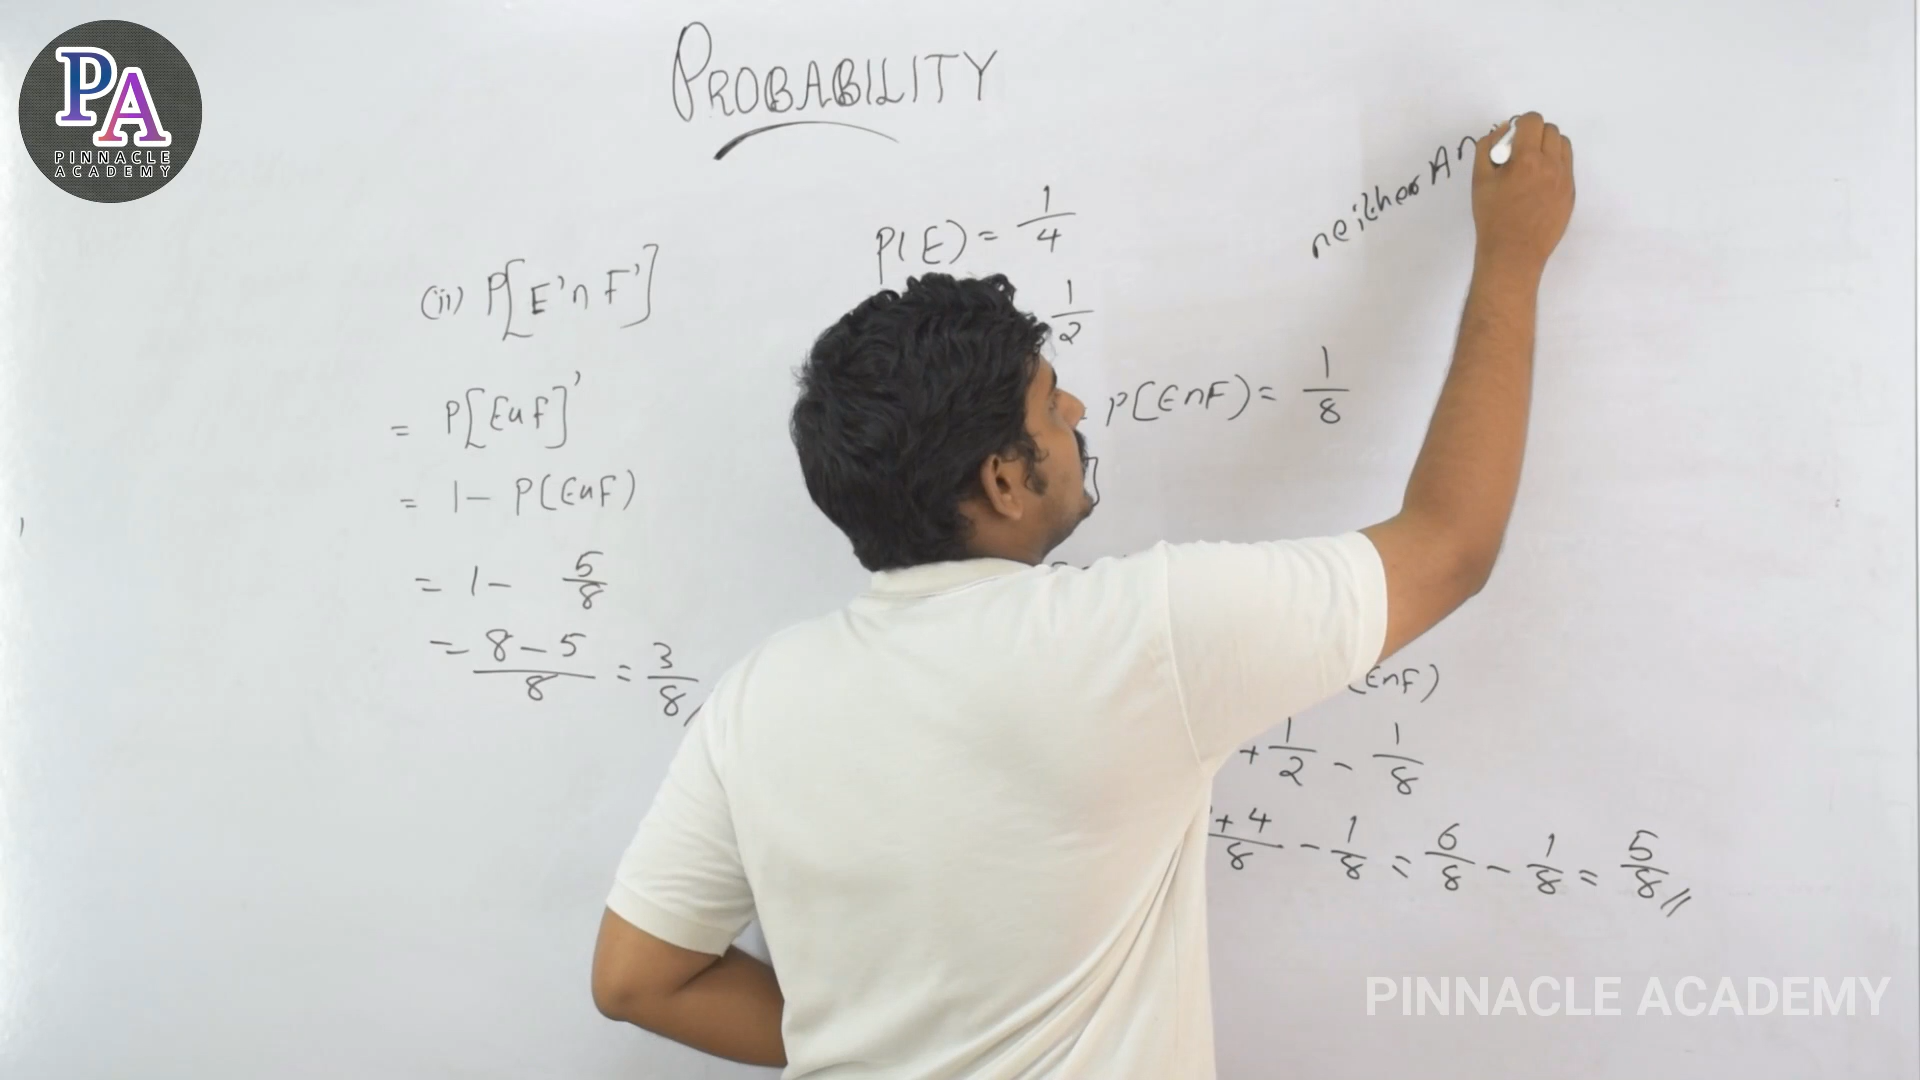 PA
PINNACLE
ACADEMY
PROBABILITY
(ii) P[E'∩F']
= P[E∪F]'
= 1 - P(E∪F)
= 1 - 5/8
= 8-5/8 = 3/8//
P(E) = 1/4
1/2
P(E∩F) = 1/8
]
neither A n
(E∩F)
+ 1/2 - 1/8
+4/8 - 1/8 = 6/8 - 1/8 = 5/8//
PINNACLE ACADEMY